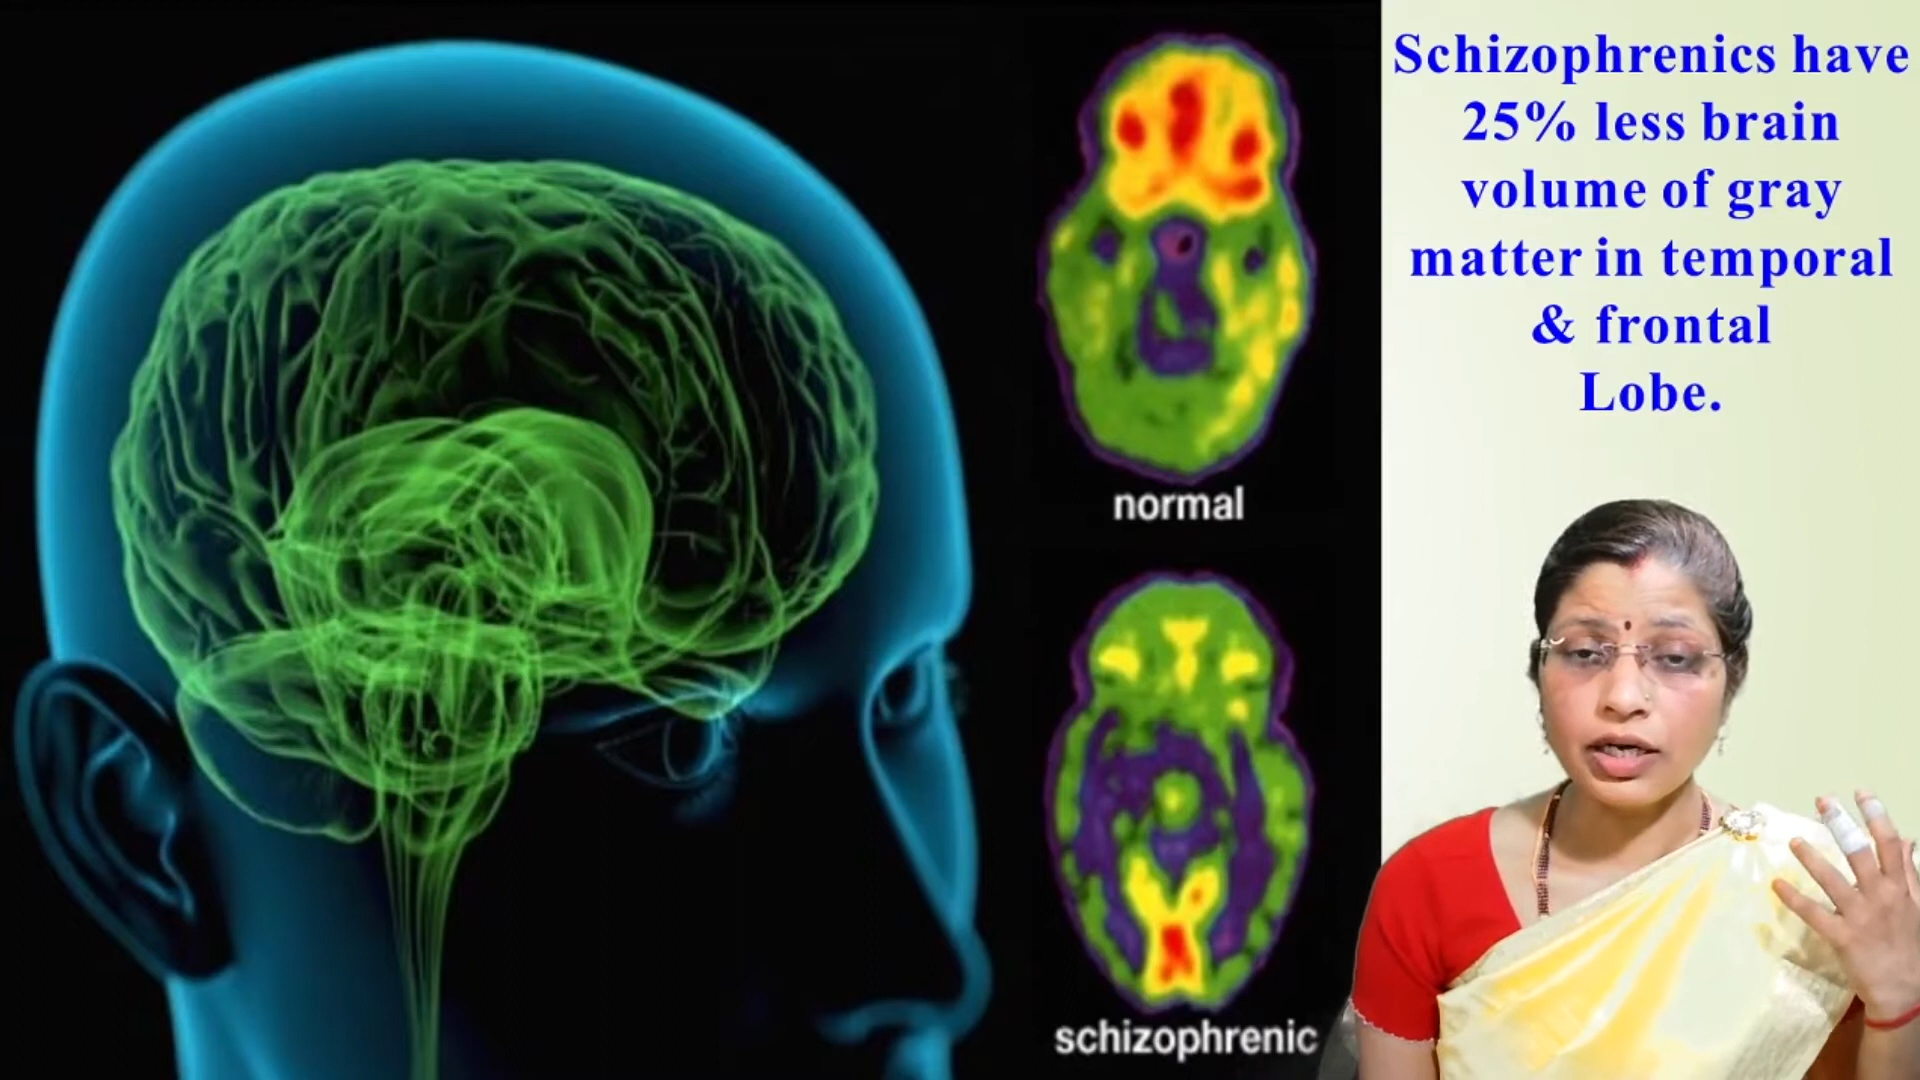 Schizophrenics have
25% less brain
volume of gray
matter in temporal
& frontal
Lobe.
normal
schizophrenic